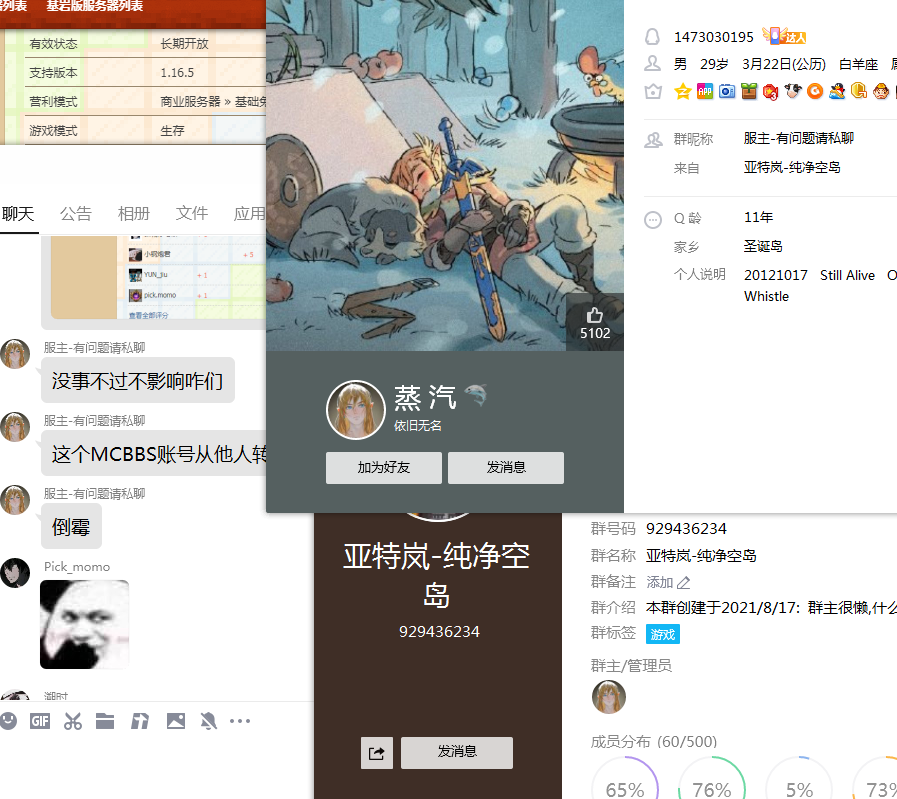 器列表 基岩版服务器列表
有效状态 长期开放
支持版本 1.16.5
营利模式 商业服务器 » 基础免
游戏模式 生存
聊天 公告 相册 文件 应用
小钢炮君 + 5
YUN_jiu + 1
pick.momo + 1
查看全部评分
服主-有问题请私聊
没事不过不影响咋们
服主-有问题请私聊
这个MCBBS账号从他人转
服主-有问题请私聊
倒霉
Pick_momo
溯时
GIF
5102
蒸 汽
依旧无名
加为好友 发消息
1473030195 达人
男 29岁 3月22日(公历) 白羊座
APP
群昵称 服主-有问题请私聊
来自 亚特岚-纯净空岛
Q 龄 11年
家乡 圣诞岛
个人说明 20121017 Still Alive O
Whistle
亚特岚-纯净空
岛
929436234
发消息
群号码 929436234
群名称 亚特岚-纯净空岛
群备注 添加
群介绍 本群创建于2021/8/17: 群主很懒,什么
群标签 游戏
群主/管理员
成员分布 (60/500)
65% 76% 5% 73%